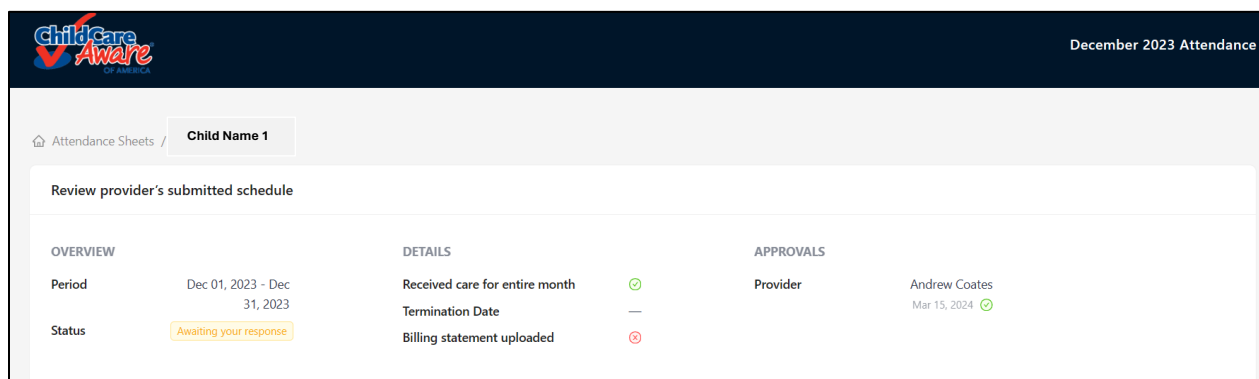 ChildCare
Aware
OF AMERICA
December 2023 Attendance
Attendance Sheets / Child Name 1
Review provider's submitted schedule
OVERVIEW
Period Dec 01, 2023 - Dec
31, 2023
Status Awaiting your response
DETAILS
Received care for entire month
Termination Date —
Billing statement uploaded
APPROVALS
Provider Andrew Coates
Mar 15, 2024